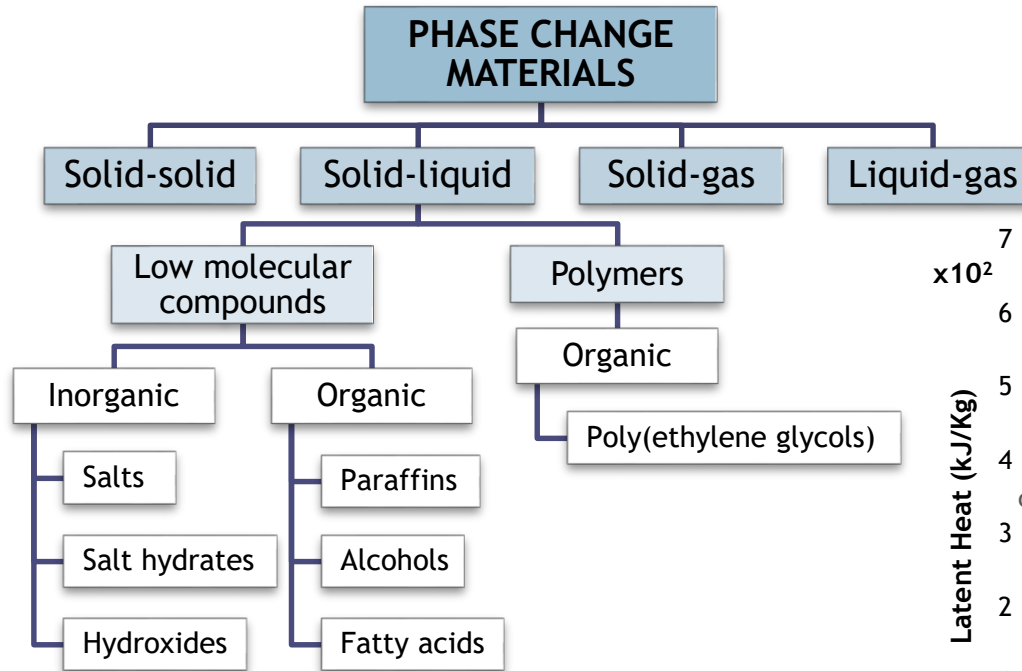 PHASE CHANGE
MATERIALS
Solid-solid
Solid-liquid
Solid-gas
Liquid-gas
Low molecular
compounds
Polymers
Inorganic
Organic
Organic
Salts
Salt hydrates
Hydroxides
Paraffins
Alcohols
Fatty acids
Poly(ethylene glycols)
7
x10²
6
5
4
3
2
Latent Heat (kJ/Kg)